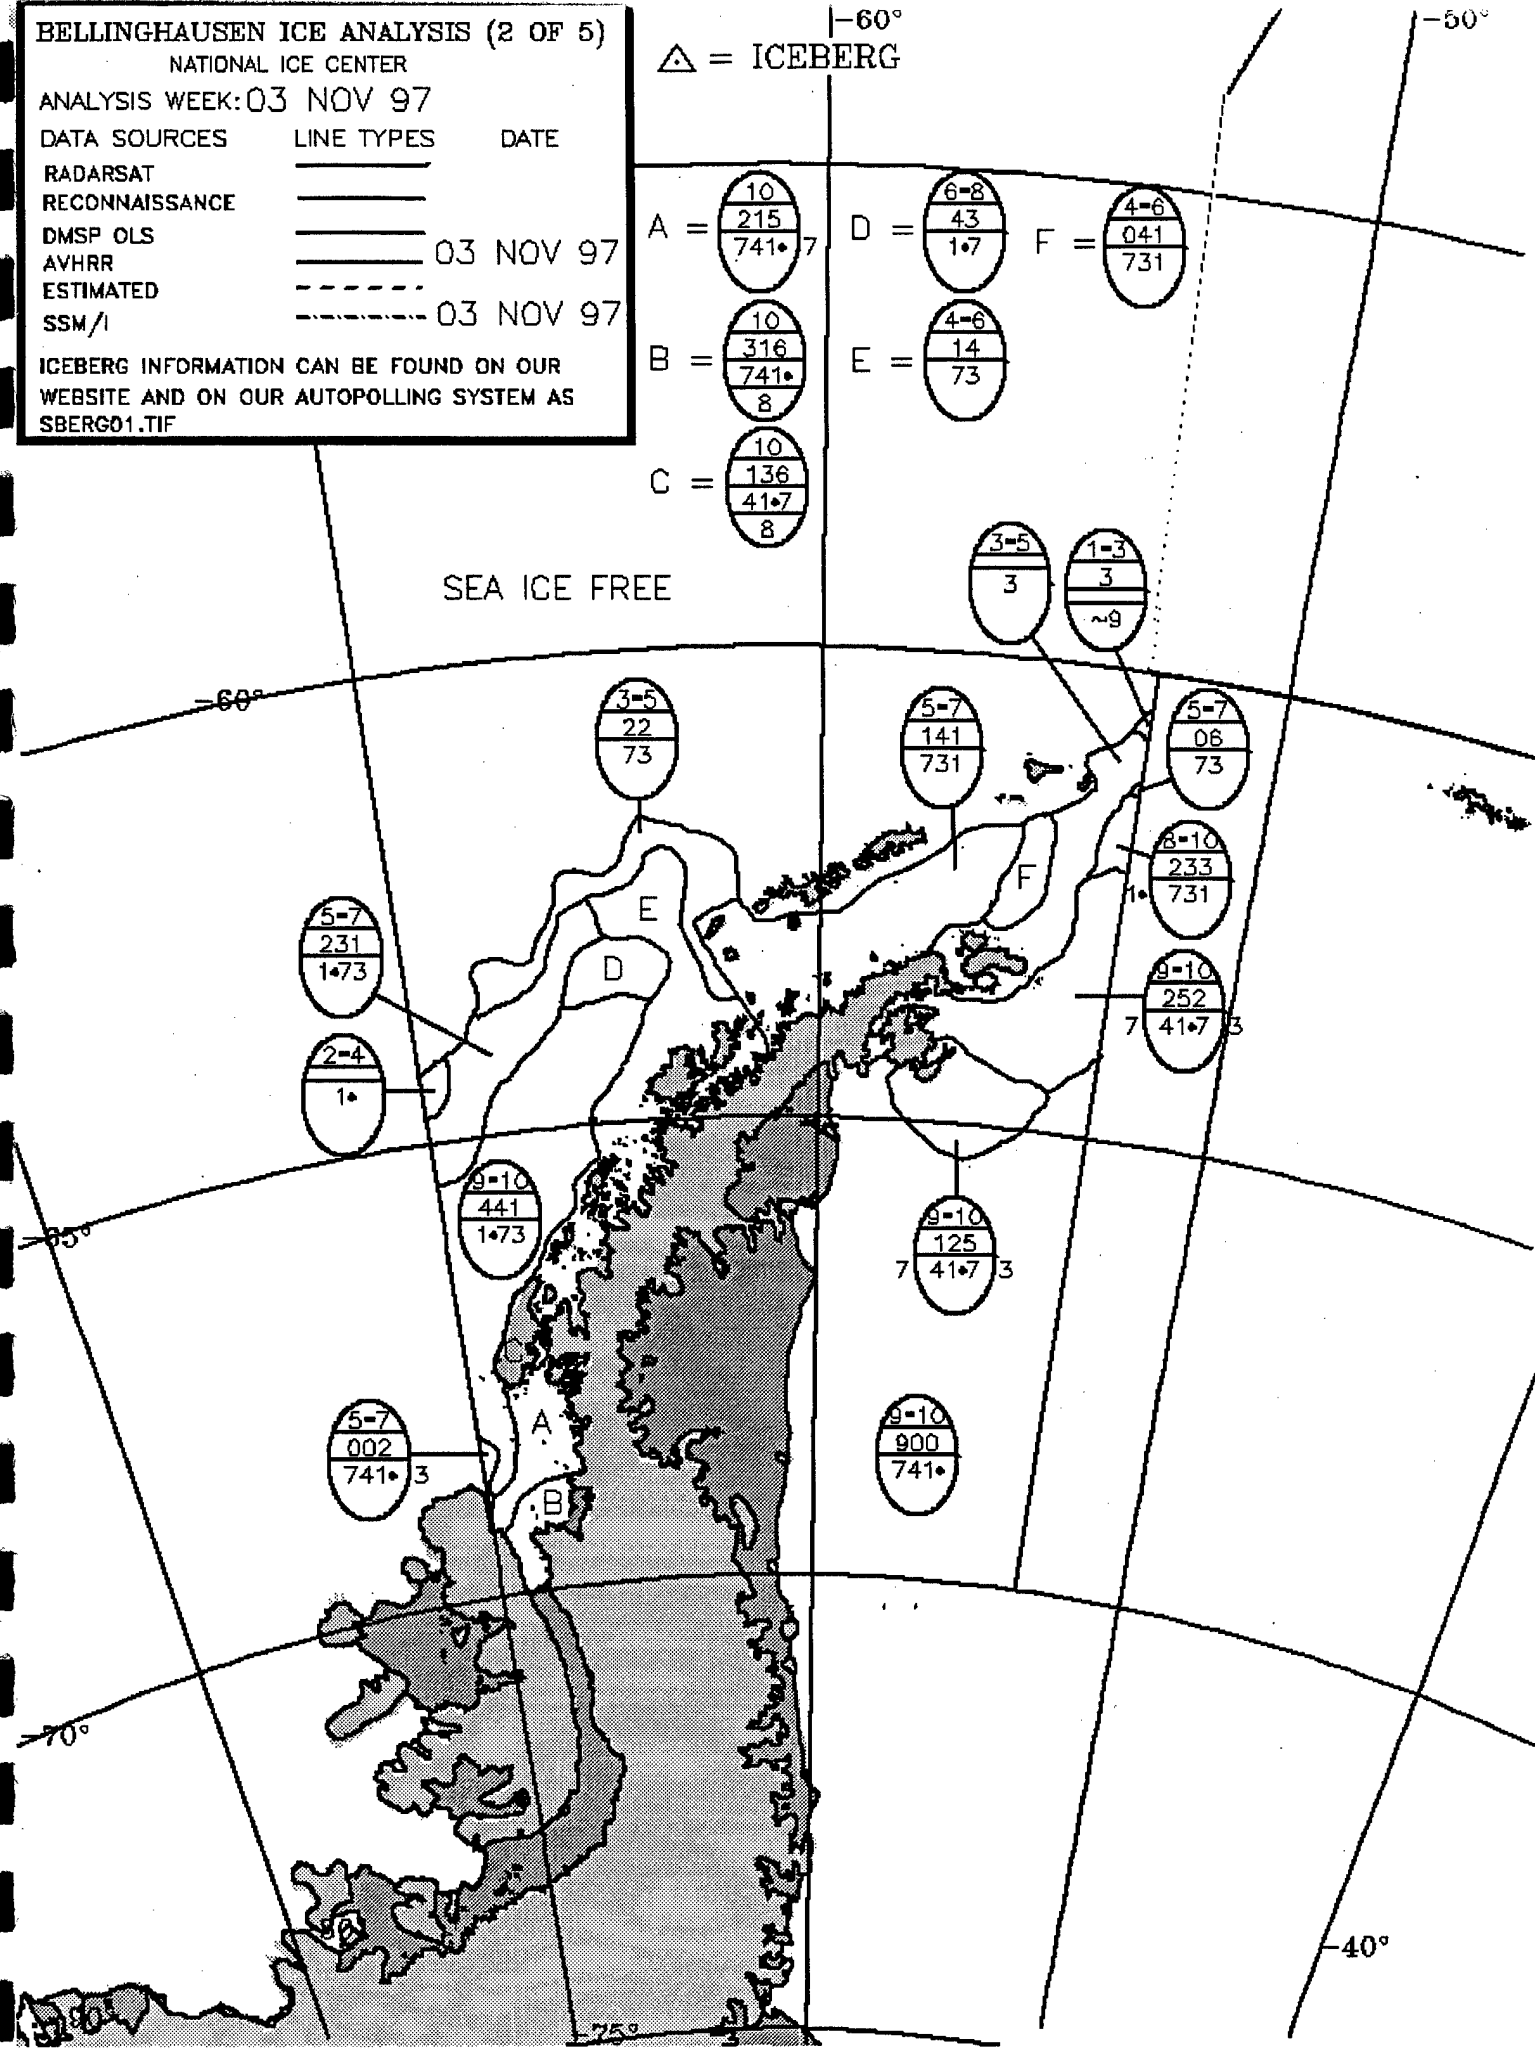 BELLINGHAUSEN ICE ANALYSIS (2 OF 5)
NATIONAL ICE CENTER
ANALYSIS WEEK: 03 NOV 97
DATA SOURCES LINE TYPES DATE
RADARSAT
RECONNAISSANCE
DMSP OLS
AVHRR 03 NOV 97
ESTIMATED
SSM/I 03 NOV 97
ICEBERG INFORMATION CAN BE FOUND ON OUR
WEBSITE AND ON OUR AUTOPOLLING SYSTEM AS
SBERG01.TIF
-60°
-50°
= ICEBERG
A =
10
215
741• 7
D =
6-8
43
1•7
F =
4-6
041
731
B =
10
316
741•
8
E =
4-6
14
73
C =
10
136
41•7
8
SEA ICE FREE
3-5
3
1-3
3
~9
-60°
3-5
22
73
5-7
141
731
5-7
06
73
8-10
233
1• 731
F
E
D
5-7
231
1•73
9-10
252
7 41•7 3
2-4
1•
9-10
441
1•73
9-10
125
7 41•7 3
-65°
D
C
A
5-7
002
741• 3
9-10
900
741•
B
-70°
-40°
-75°